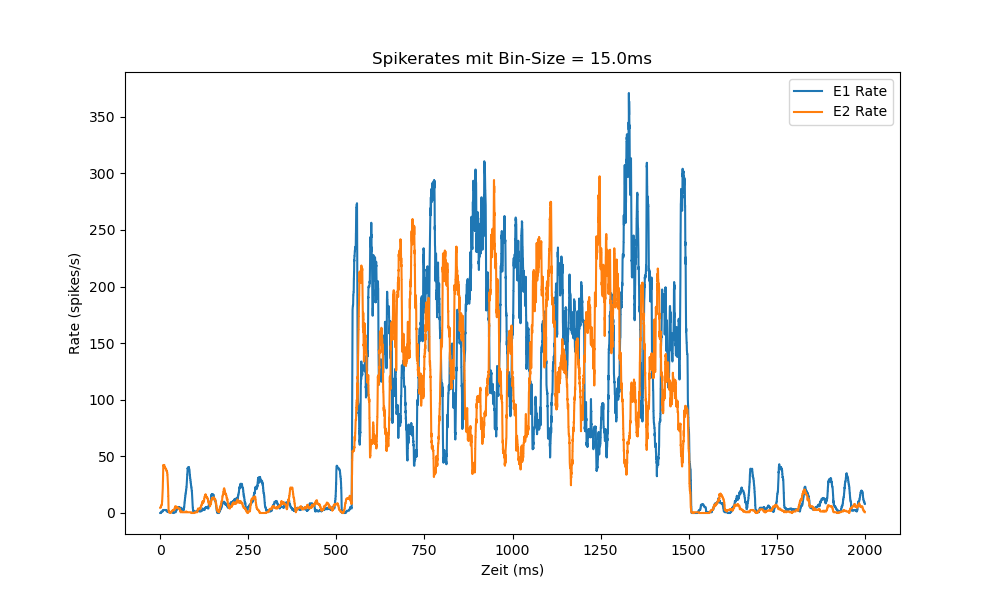 Spikerates mit Bin-Size = 15.0ms
E1 Rate
E2 Rate
350
300
250
200
150
100
50
0
Rate (spikes/s)
0 250 500 750 1000 1250 1500 1750 2000
Zeit (ms)